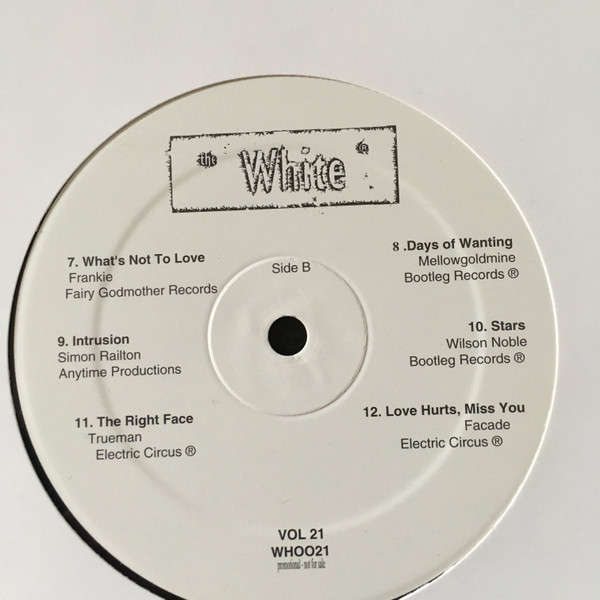 the White ®
7. What's Not To Love
Frankie
Fairy Godmother Records
8 .Days of Wanting
Mellowgoldmine
Bootleg Records ®
Side B
9. Intrusion
Simon Railton
Anytime Productions
10. Stars
Wilson Noble
Bootleg Records ®
11. The Right Face
Trueman
Electric Circus ®
12. Love Hurts, Miss You
Facade
Electric Circus ®
VOL 21
WHOO21
promotional - not for sale